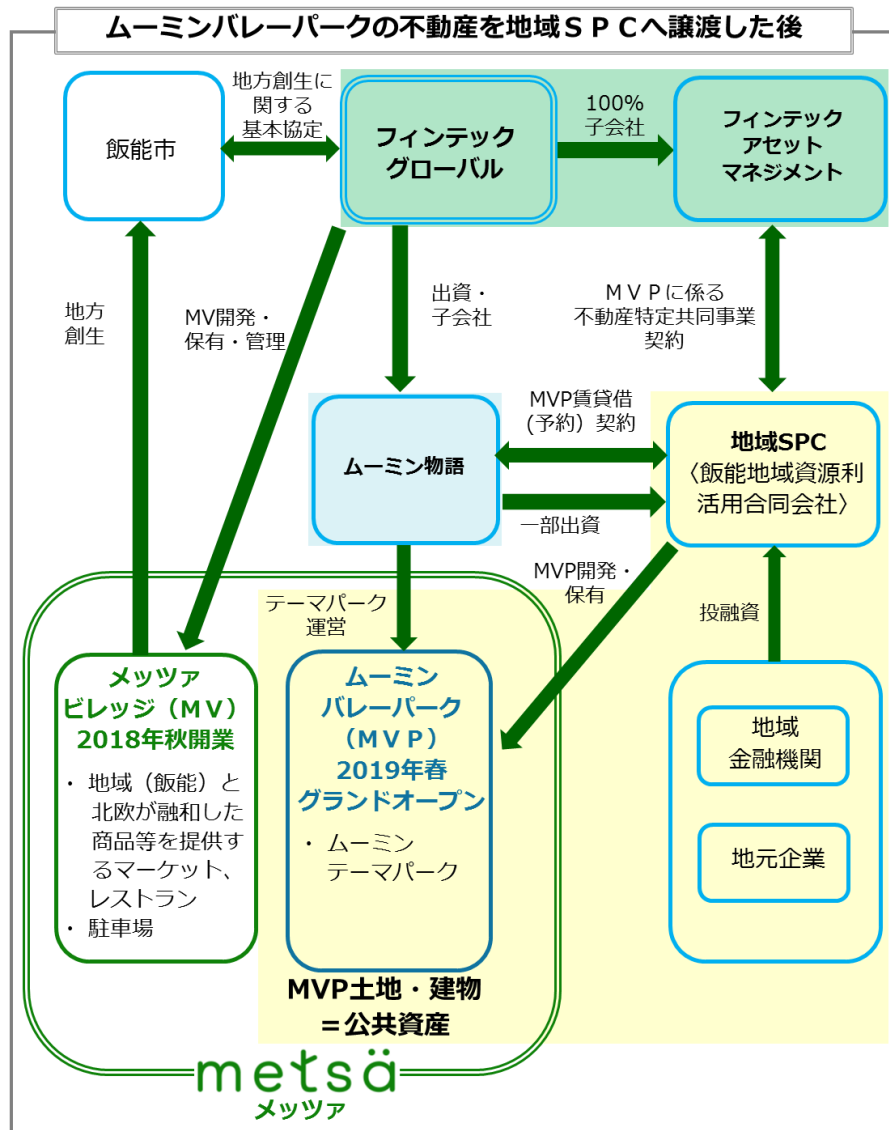 ムーミンバレーパークの不動産を地域ＳＰＣへ譲渡した後
飯能市
地方創生に
関する
基本協定
フィンテック
グローバル
100%
子会社
フィンテック
アセット
マネジメント
地方
創生
MV開発・
保有・管理
出資・
子会社
ＭＶＰに係る
不動産特定共同事業
契約
ムーミン物語
MVP賃貸借
(予約）契約
一部出資
地域SPC
〈飯能地域資源利
活用合同会社〉
テーマパーク
運営
MVP開発・
保有
投融資
メッツァ
ビレッジ（ＭＶ）
2018年秋開業
・ 地域（飯能）と
北欧が融和した
商品等を提供す
るマーケット、
レストラン
・ 駐車場
ムーミン
バレーパーク
（ＭＶＰ）
2019年春
グランドオープン
・ ムーミン
テーマパーク
地域
金融機関
地元企業
MVP土地・建物
＝公共資産
metsä
メッツァ